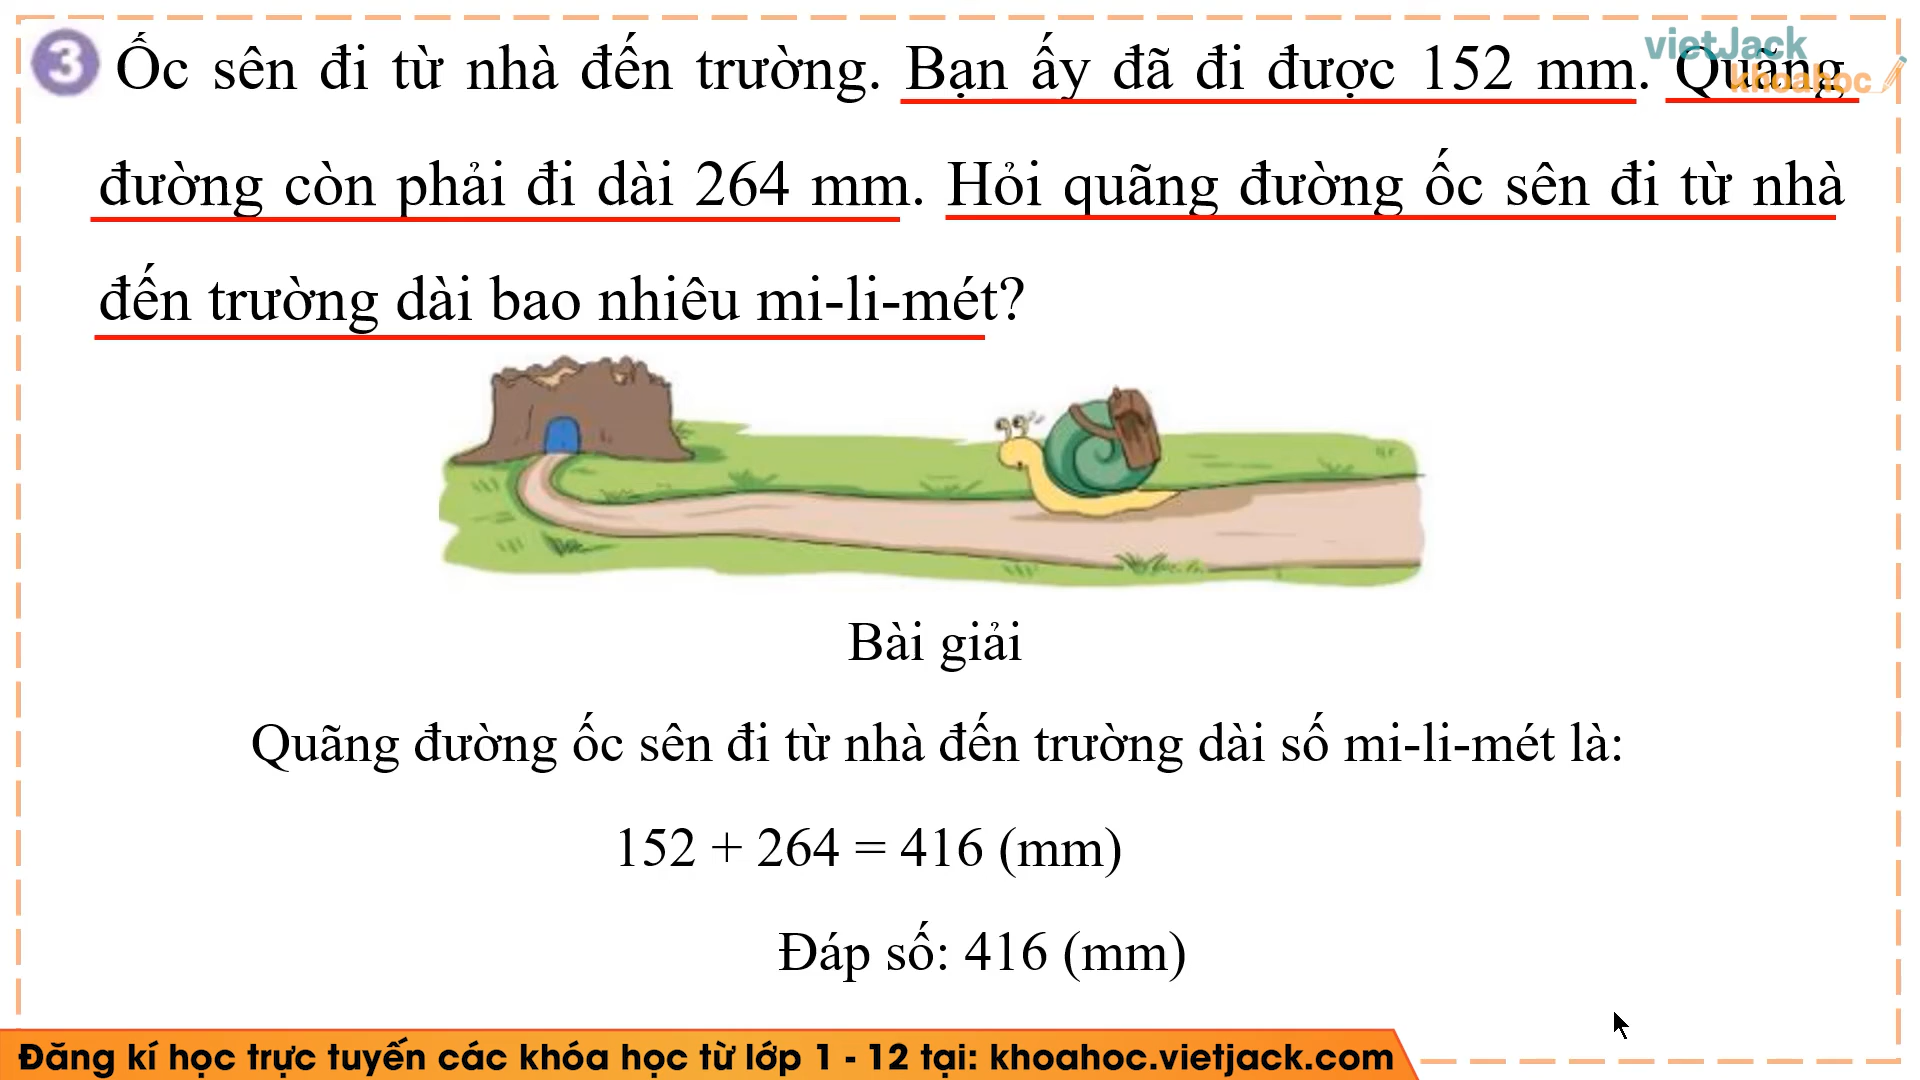 3 Ốc sên đi từ nhà đến trường. Bạn ấy đã đi được 152 mm. Quãng
đường còn phải đi dài 264 mm. Hỏi quãng đường ốc sên đi từ nhà
đến trường dài bao nhiêu mi-li-mét?
vietJack
khoahoc
Bài giải
Quãng đường ốc sên đi từ nhà đến trường dài số mi-li-mét là:
152 + 264 = 416 (mm)
Đáp số: 416 (mm)
Đăng kí học trực tuyến các khóa học từ lớp 1 - 12 tại: khoahoc.vietjack.com